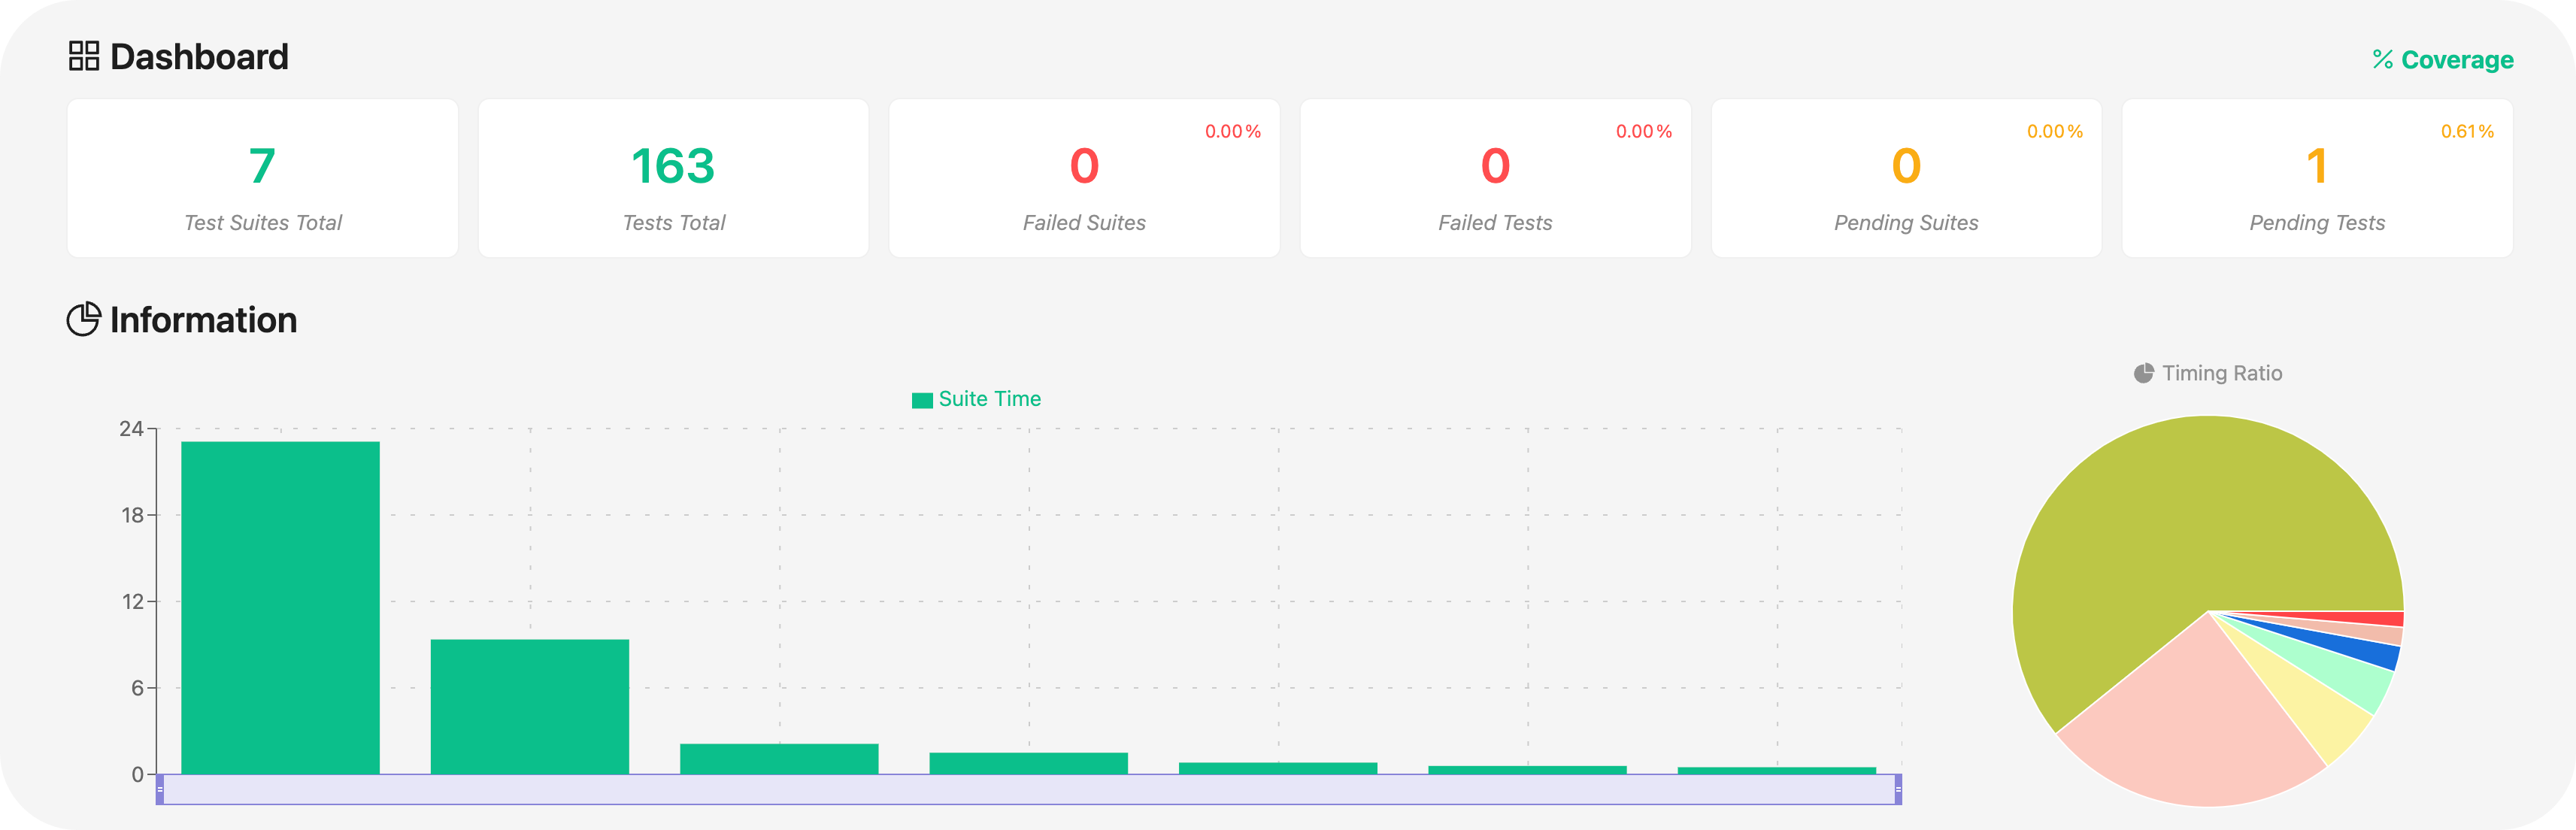 Dashboard
% Coverage
7
Test Suites Total
163
Tests Total
0.00%
0
Failed Suites
0.00%
0
Failed Tests
0.00%
0
Pending Suites
0.61%
1
Pending Tests
Information
Suite Time
24
18
12
6
0
Timing Ratio